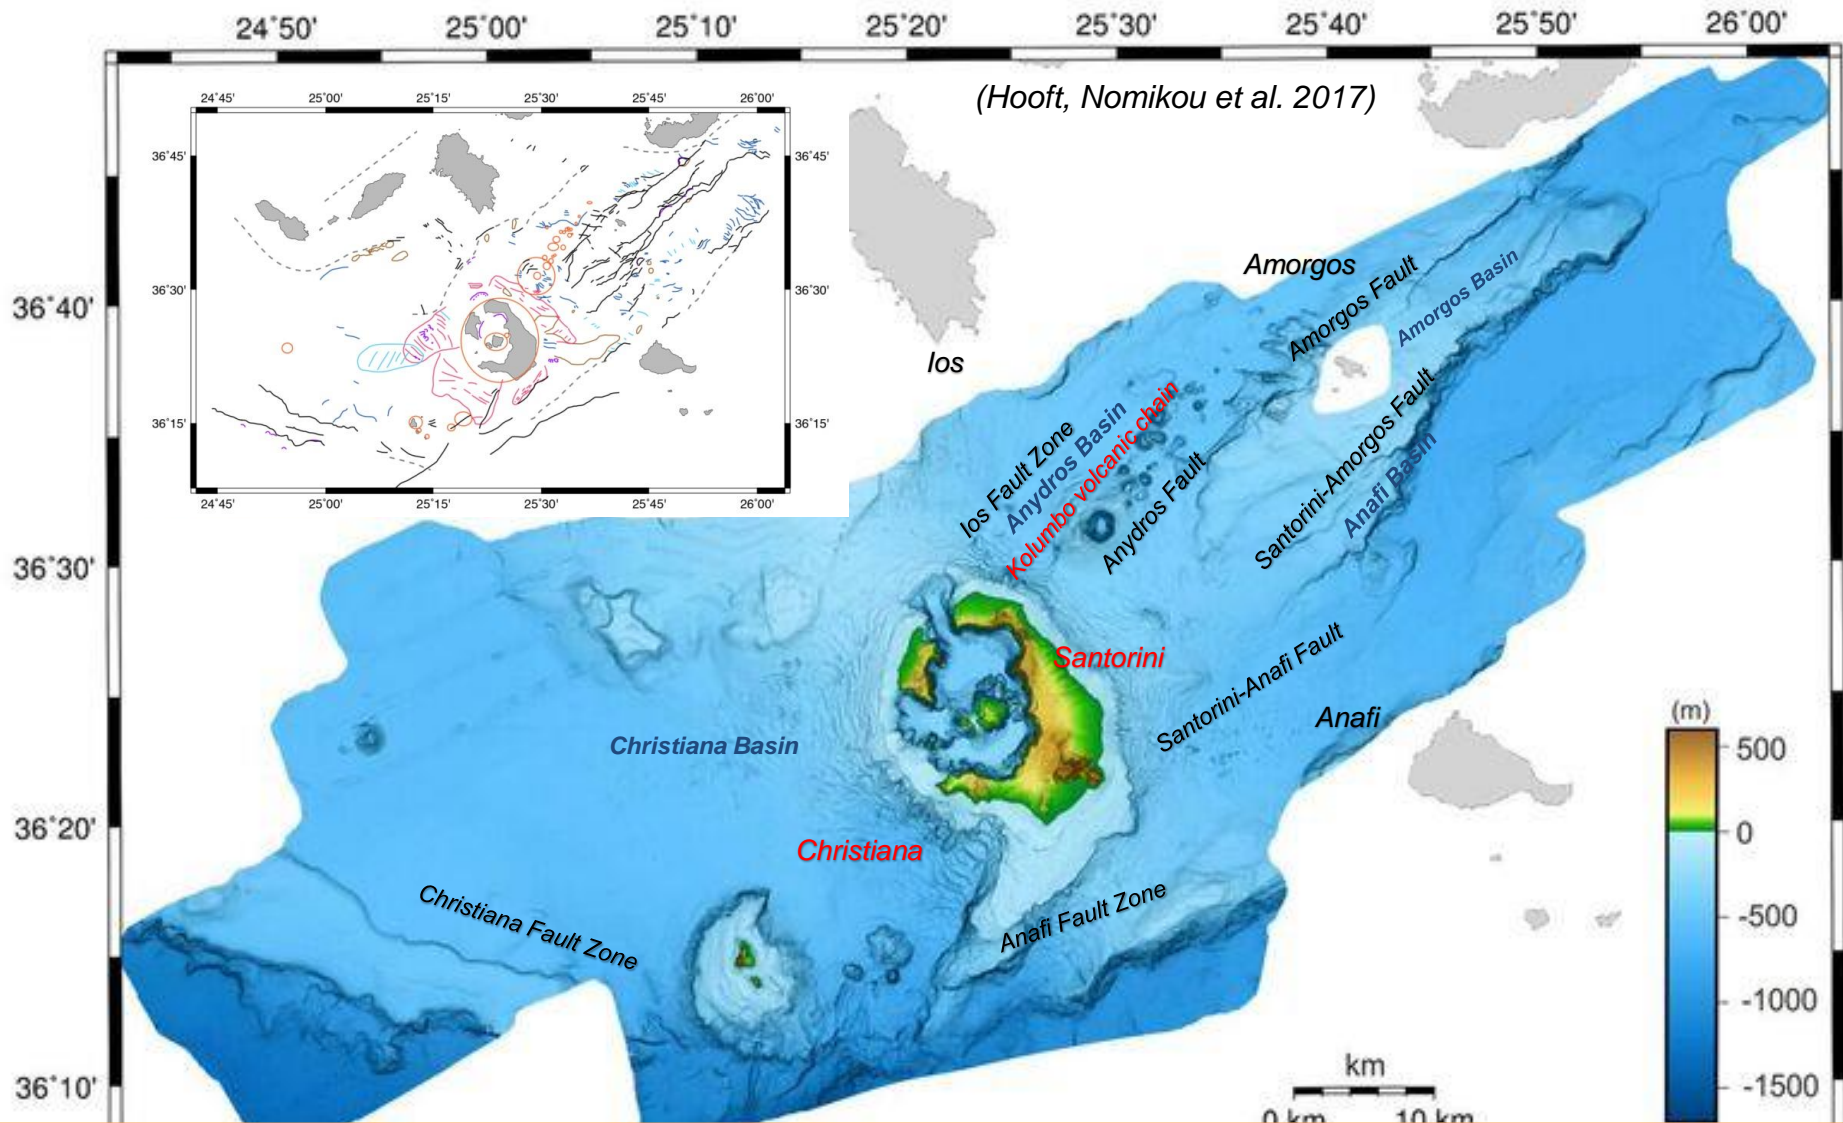 24˚50'
25˚00'
25˚10'
25˚20'
25˚30'
25˚40'
25˚50'
26˚00'
(Hooft, Nomikou et al. 2017)
24˚45'
25˚00'
25˚15'
25˚30'
25˚45'
26˚00'
36˚45'
36˚45'
36˚30'
36˚30'
36˚15'
36˚15'
24˚45'
25˚00'
25˚15'
25˚30'
25˚45'
26˚00'
36˚40'
36˚30'
36˚20'
36˚10'
Amorgos
Amorgos Fault
Amorgos Basin
Ios
Ios Fault Zone
Anydros Basin
Kolumbo volcanic chain
Anydros Fault
Santorini-Amorgos Fault
Anafi Basin
Santorini
Santorini-Anafi Fault
Anafi
Christiana Basin
Christiana
Christiana Fault Zone
Anafi Fault Zone
(m)
500
0
-500
-1000
-1500
km
0 km
10 km